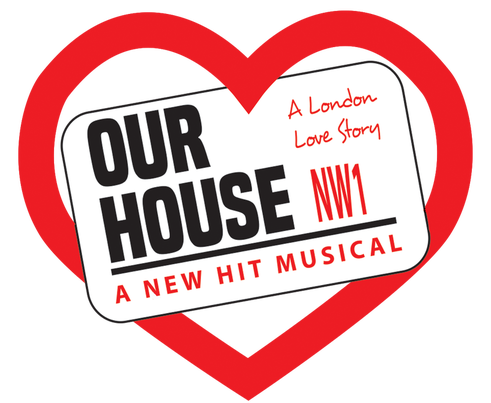 OUR
HOUSE
A London
Love Story
NW1
A NEW HIT MUSICAL